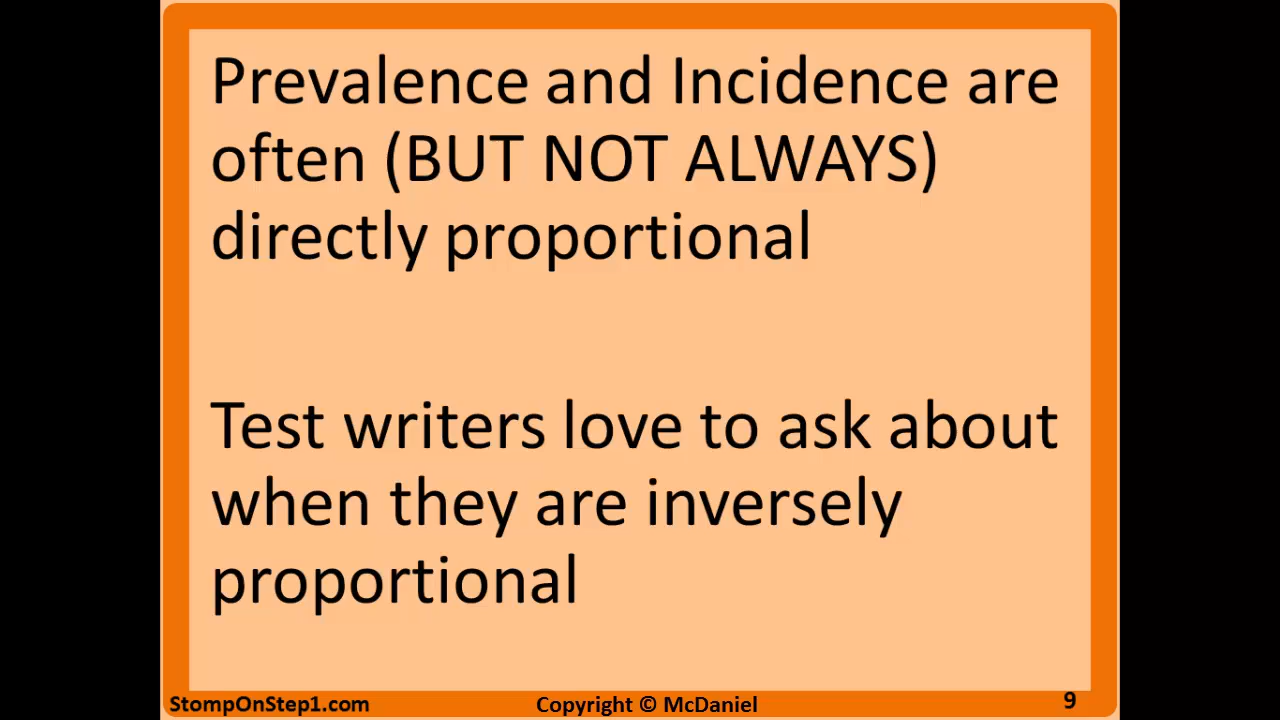 Prevalence and Incidence are
often (BUT NOT ALWAYS)
directly proportional
Test writers love to ask about
when they are inversely
proportional
StompOnStep1.com
Copyright © McDaniel
9